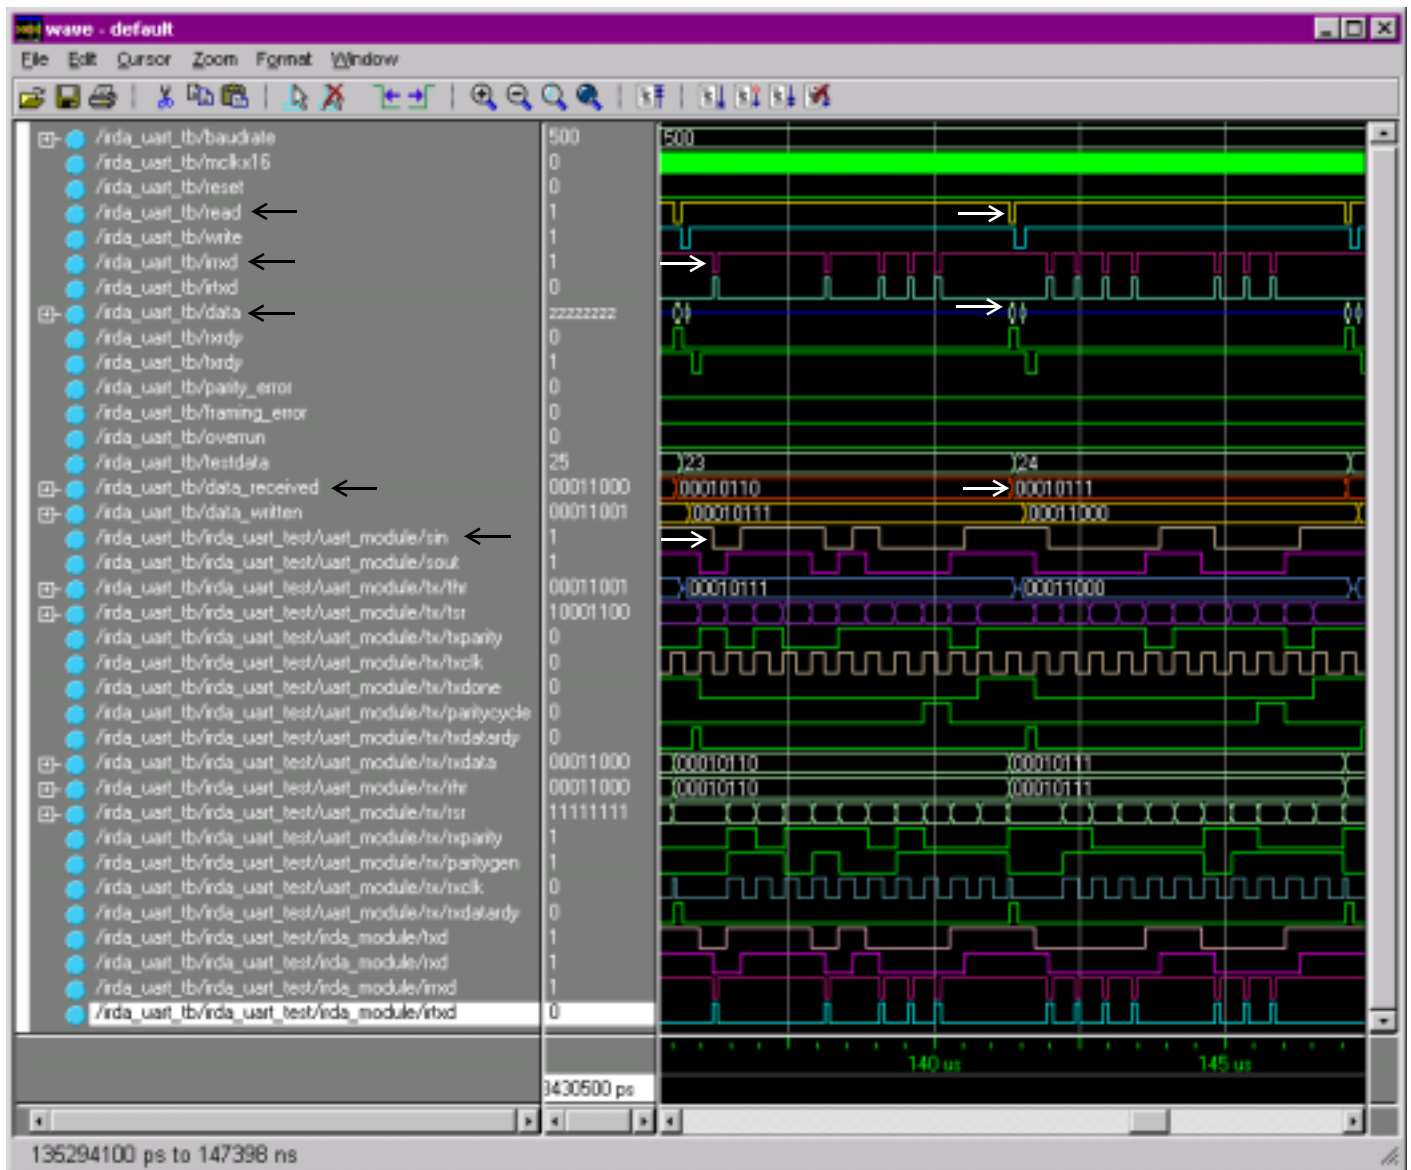 wave - default
File Edit Cursor Zoom Format Window
/irda_uart_tb/baudrate 500 500
/irda_uart_tb/mclkx16 0
/irda_uart_tb/reset 0
/irda_uart_tb/read 1
/irda_uart_tb/write 1
/irda_uart_tb/irrxd 1
/irda_uart_tb/irtxd 0
/irda_uart_tb/data zzzzzzzz
/irda_uart_tb/rxrdy 0
/irda_uart_tb/txrdy 1
/irda_uart_tb/parity_error 0
/irda_uart_tb/framing_error 0
/irda_uart_tb/overrun 0
/irda_uart_tb/testdata 25 23 24
/irda_uart_tb/data_received 00011000 00010110 00010111
/irda_uart_tb/data_written 00011001 00010111 00011000
/irda_uart_tb/irda_uart_test/uart_module/sin 1
/irda_uart_tb/irda_uart_test/uart_module/sout 1
/irda_uart_tb/irda_uart_test/uart_module/tx/thr 00011001 00010111 00011000
/irda_uart_tb/irda_uart_test/uart_module/tx/tsr 10001100
/irda_uart_tb/irda_uart_test/uart_module/tx/txparity 0
/irda_uart_tb/irda_uart_test/uart_module/tx/txclk 0
/irda_uart_tb/irda_uart_test/uart_module/tx/txdone 0
/irda_uart_tb/irda_uart_test/uart_module/tx/paritycycle 0
/irda_uart_tb/irda_uart_test/uart_module/tx/txdatardy 0
/irda_uart_tb/irda_uart_test/uart_module/rx/rxdata 00011000 00010110 00010111
/irda_uart_tb/irda_uart_test/uart_module/rx/rhr 00011000 00010110 00010111
/irda_uart_tb/irda_uart_test/uart_module/rx/rsr 11111111
/irda_uart_tb/irda_uart_test/uart_module/rx/rxparity 1
/irda_uart_tb/irda_uart_test/uart_module/rx/paritygen 1
/irda_uart_tb/irda_uart_test/uart_module/rx/rxclk 0
/irda_uart_tb/irda_uart_test/uart_module/rx/rxdatardy 0
/irda_uart_tb/irda_uart_test/irda_module/txd 1
/irda_uart_tb/irda_uart_test/irda_module/rxd 1
/irda_uart_tb/irda_uart_test/irda_module/irrxd 1
/irda_uart_tb/irda_uart_test/irda_module/irtxd 0
140 us 145 us
3430500 ps
135294100 ps to 147398 ns